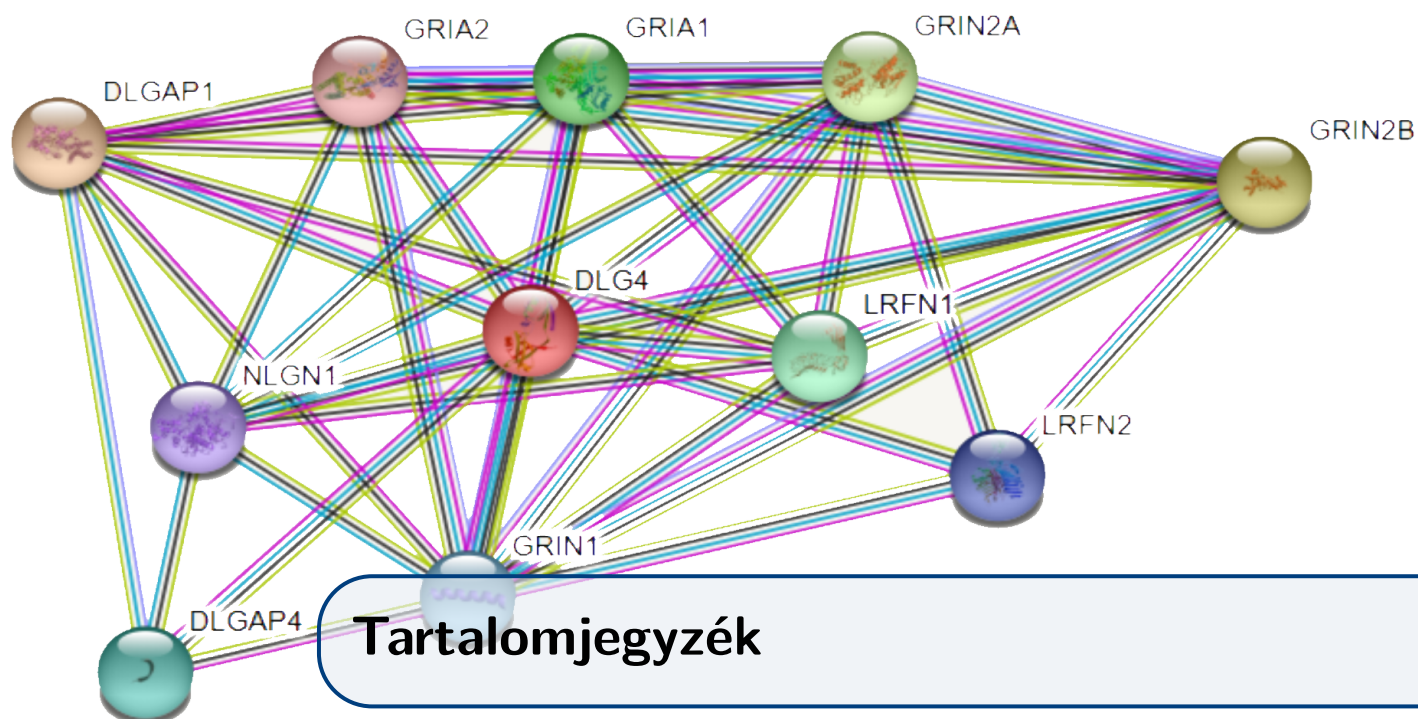 GRIA2
GRIA1
GRIN2A
DLGAP1
GRIN2B
DLG4
LRFN1
NLGN1
LRFN2
GRIN1
DLGAP4
Tartalomjegyzék